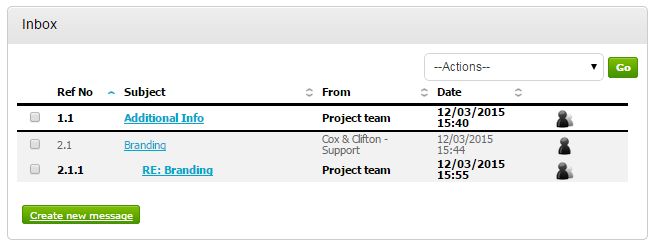 Inbox
--Actions-- Go
Ref No Subject From Date
1.1 Additional Info Project team 12/03/2015
15:40
2.1 Branding Cox & Clifton - 12/03/2015
Support 15:44
2.1.1 RE: Branding Project team 12/03/2015
15:55
Create new message